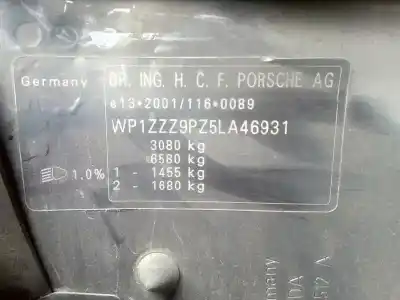 Germany DR. ING. H. C. F. PORSCHE AG
e13*2001/116*0089
WP1ZZZ9PZ5LA46931
3080 kg
6580 kg
1.0% 1 - 1455 kg
2 - 1680 kg